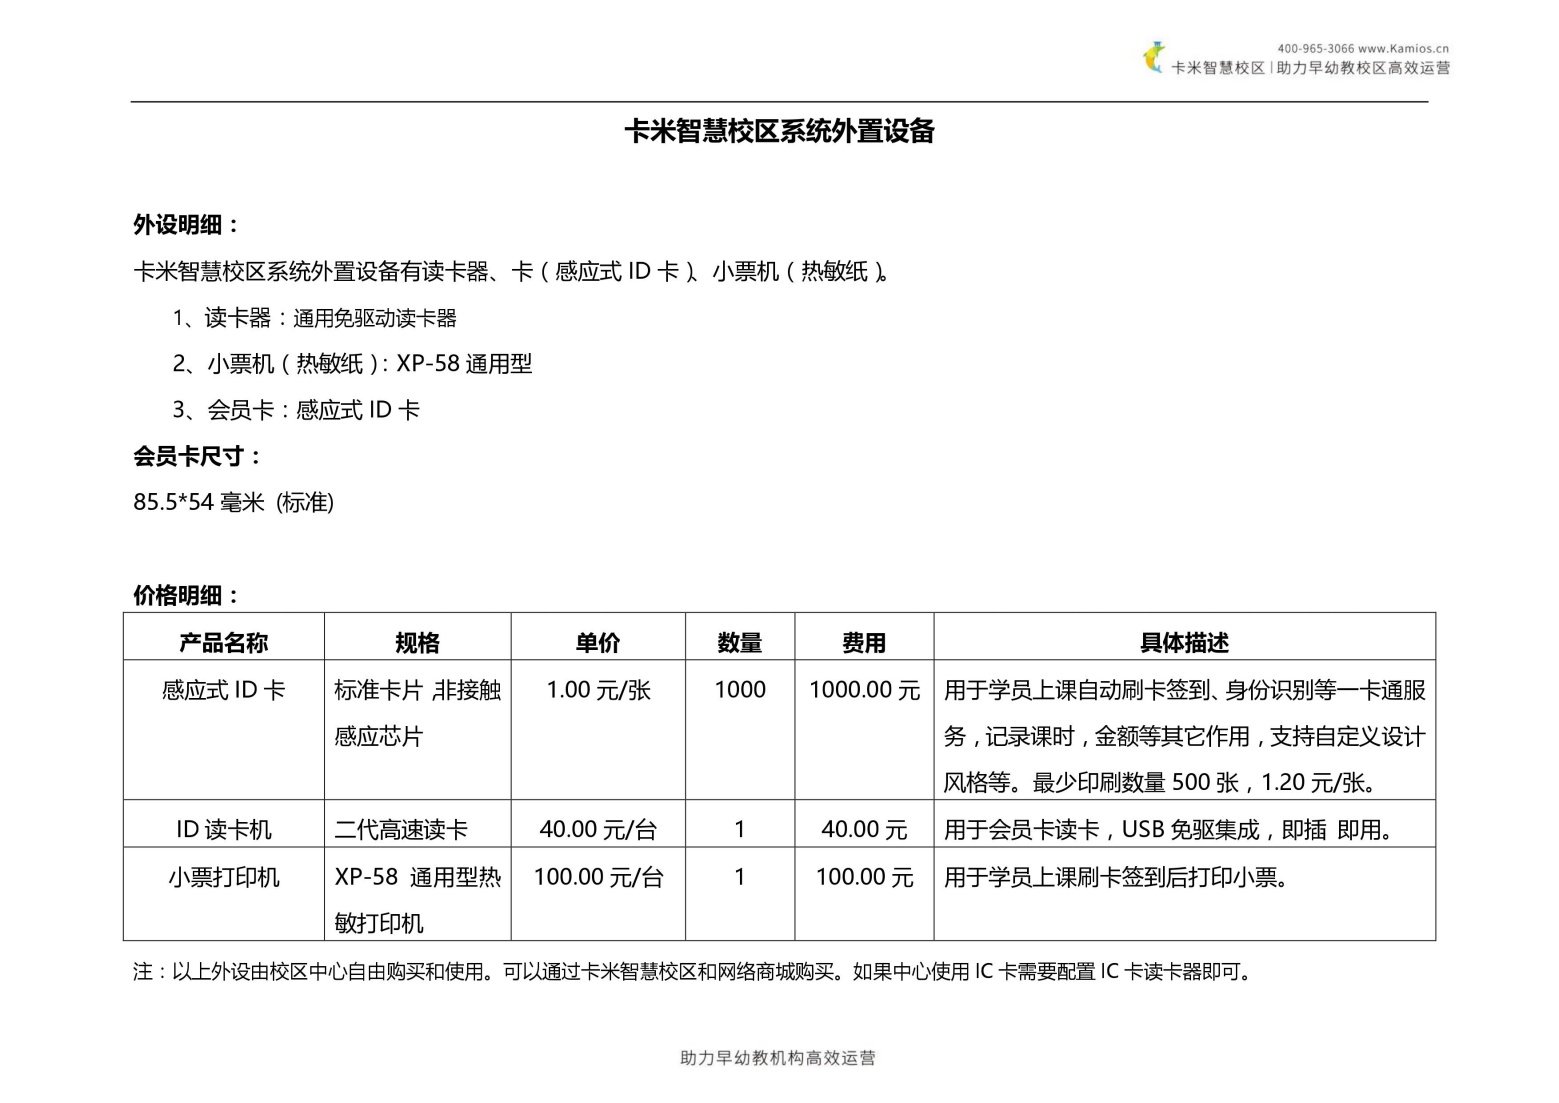 400-965-3066 www.Kamios.cn
卡米智慧校区|助力早幼教校区高效运营
卡米智慧校区系统外置设备
外设明细：
卡米智慧校区系统外置设备有读卡器、卡（感应式 ID 卡）、小票机（热敏纸）。
1、读卡器：通用免驱动读卡器
2、小票机（热敏纸）：XP-58 通用型
3、会员卡：感应式 ID 卡
会员卡尺寸：
85.5*54 毫米 (标准)
价格明细：
产品名称 规格 单价 数量 费用 具体描述
感应式 ID 卡 标准卡片，非接触 1.00 元/张 1000 1000.00 元 用于学员上课自动刷卡签到、身份识别等一卡通服
感应芯片 务，记录课时，金额等其它作用，支持自定义设计
风格等。最少印刷数量 500 张，1.20 元/张。
ID 读卡机 二代高速读卡 40.00 元/台 1 40.00 元 用于会员卡读卡，USB 免驱集成，即插 即用。
小票打印机 XP-58 通用型热 100.00 元/台 1 100.00 元 用于学员上课刷卡签到后打印小票。
敏打印机
注：以上外设由校区中心自由购买和使用。可以通过卡米智慧校区和网络商城购买。如果中心使用 IC 卡需要配置 IC 卡读卡器即可。
助力早幼教机构高效运营